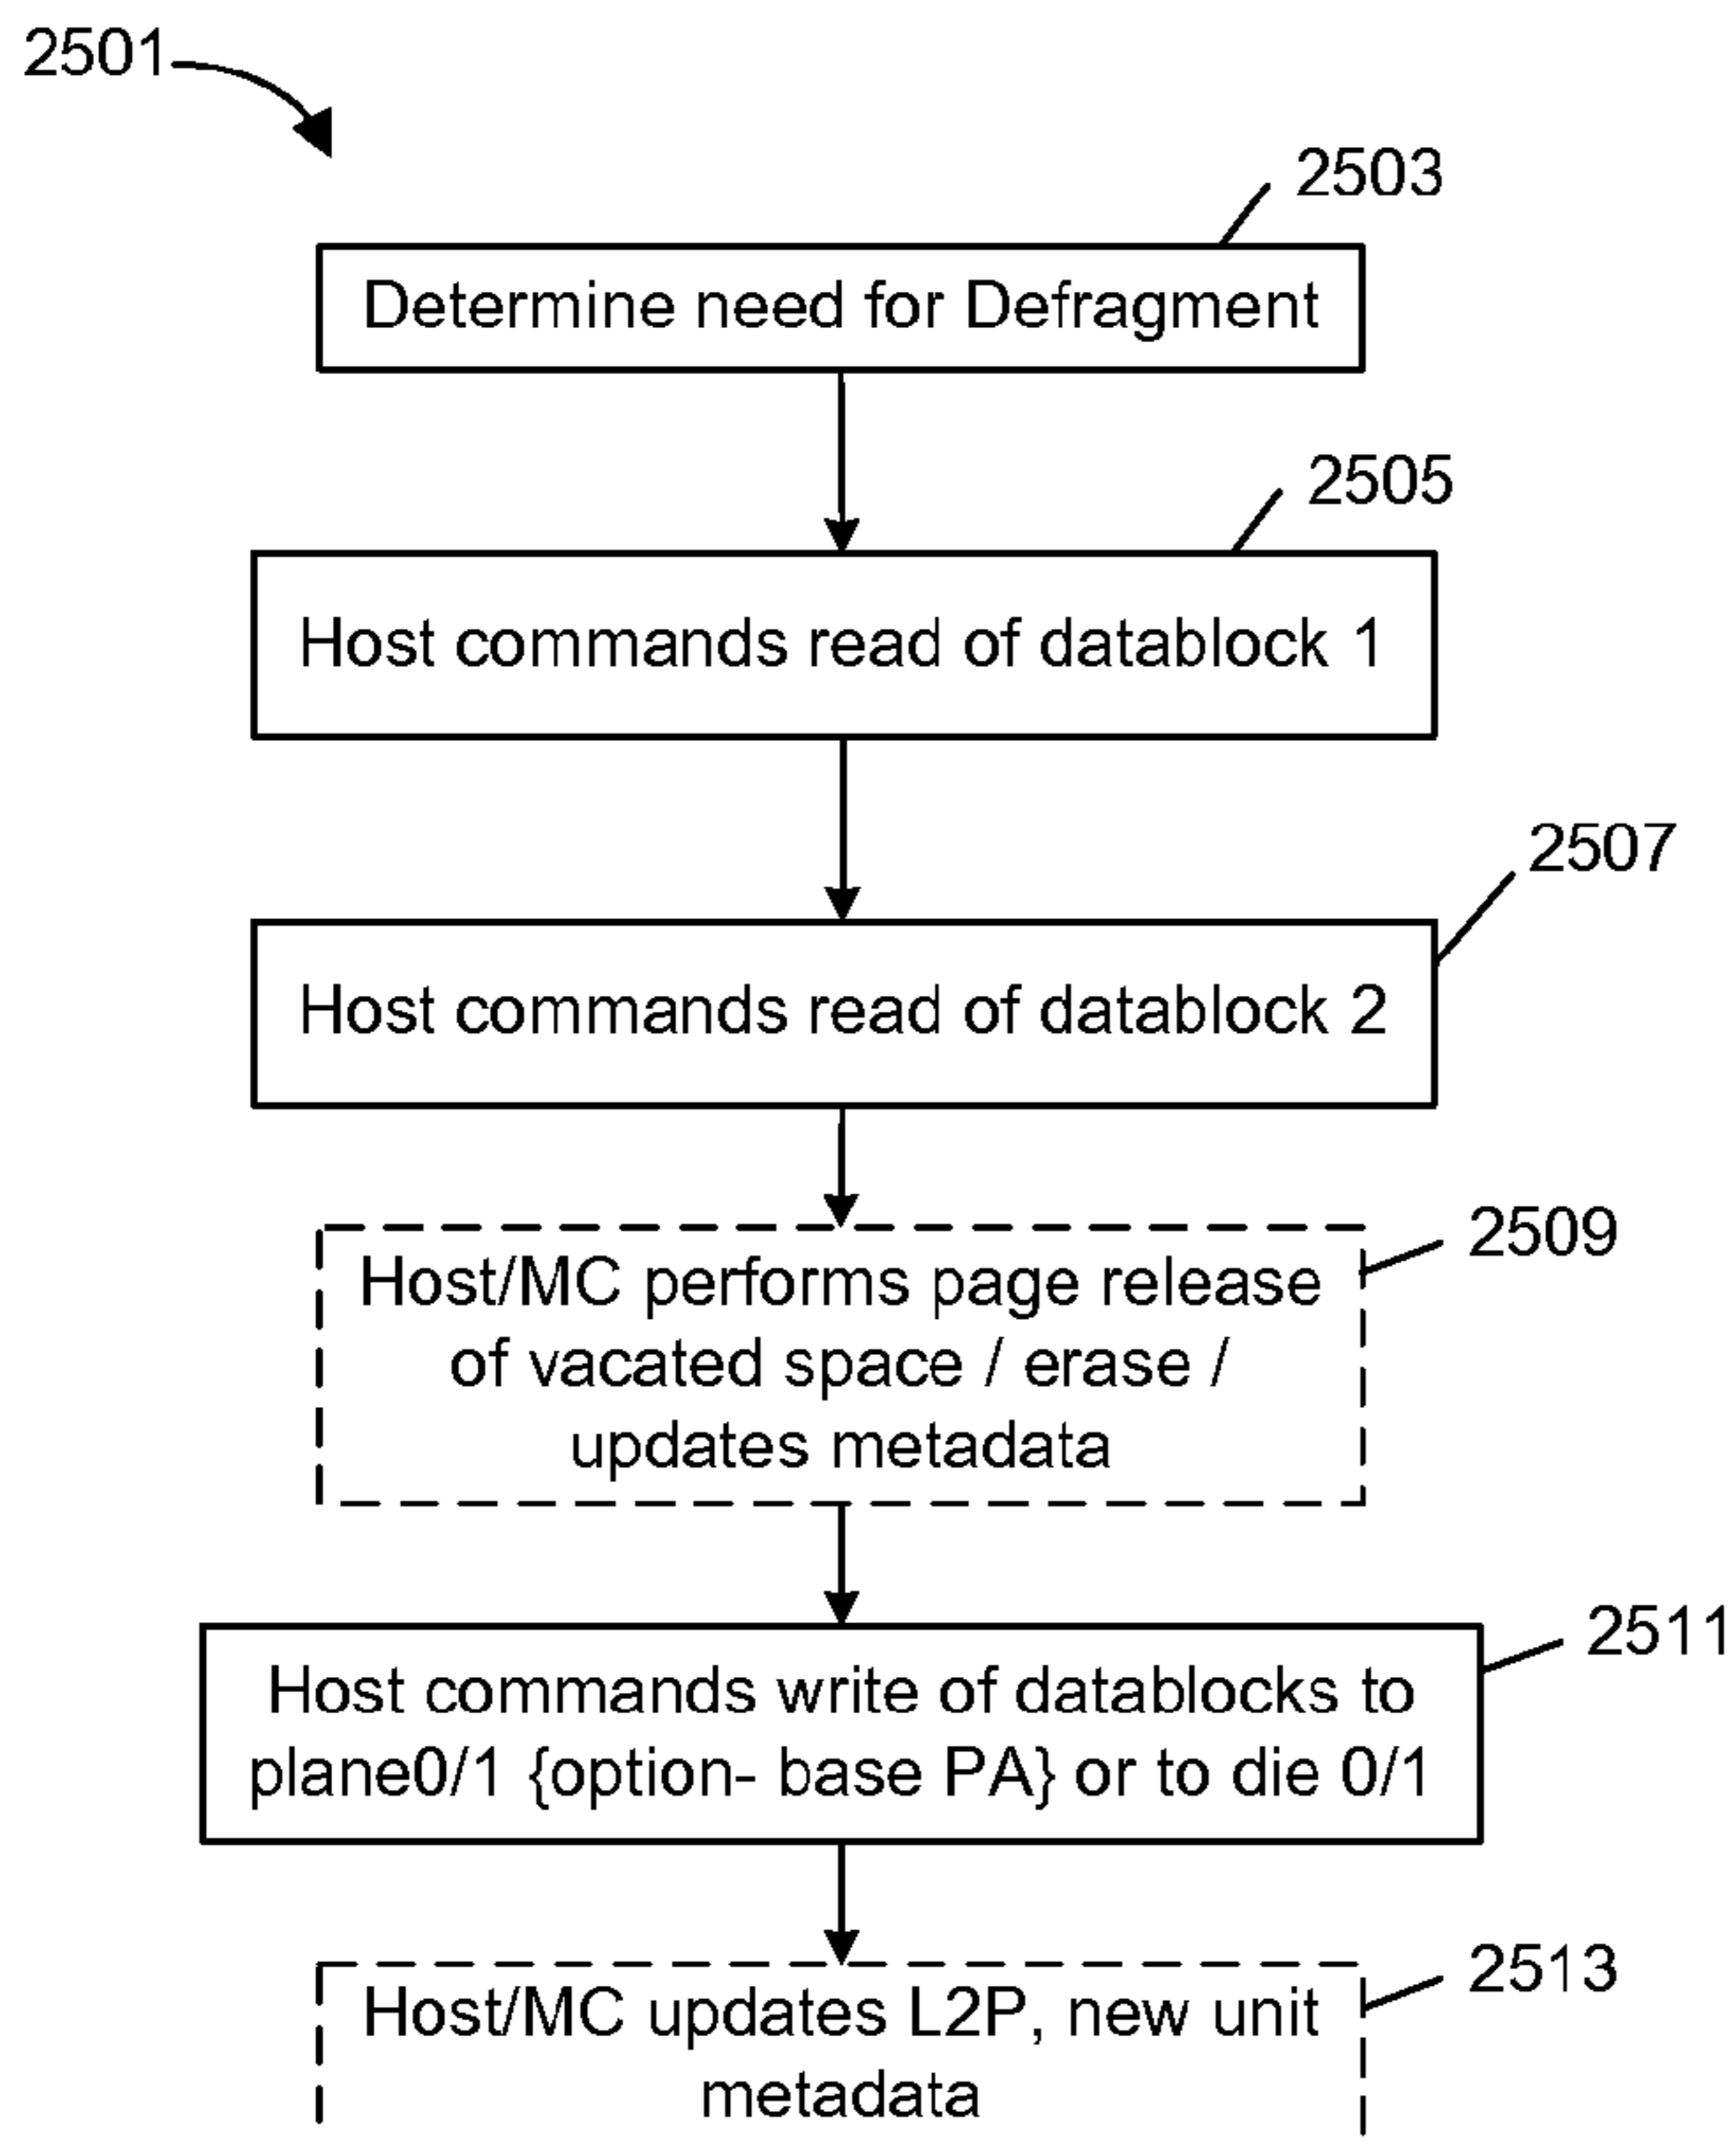 2501
2503
Determine need for Defragment
2505
Host commands read of datablock 1
2507
Host commands read of datablock 2
2509
Host/MC performs page release
of vacated space / erase /
updates metadata
2511
Host commands write of datablocks to
plane0/1 {option- base PA} or to die 0/1
2513
Host/MC updates L2P, new unit
metadata